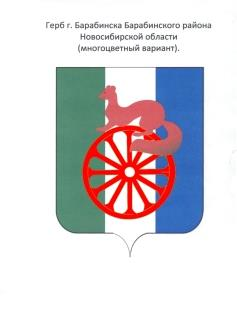 Герб г. Барабинска Барабинского района
Новосибирской области
(многоцветный вариант).